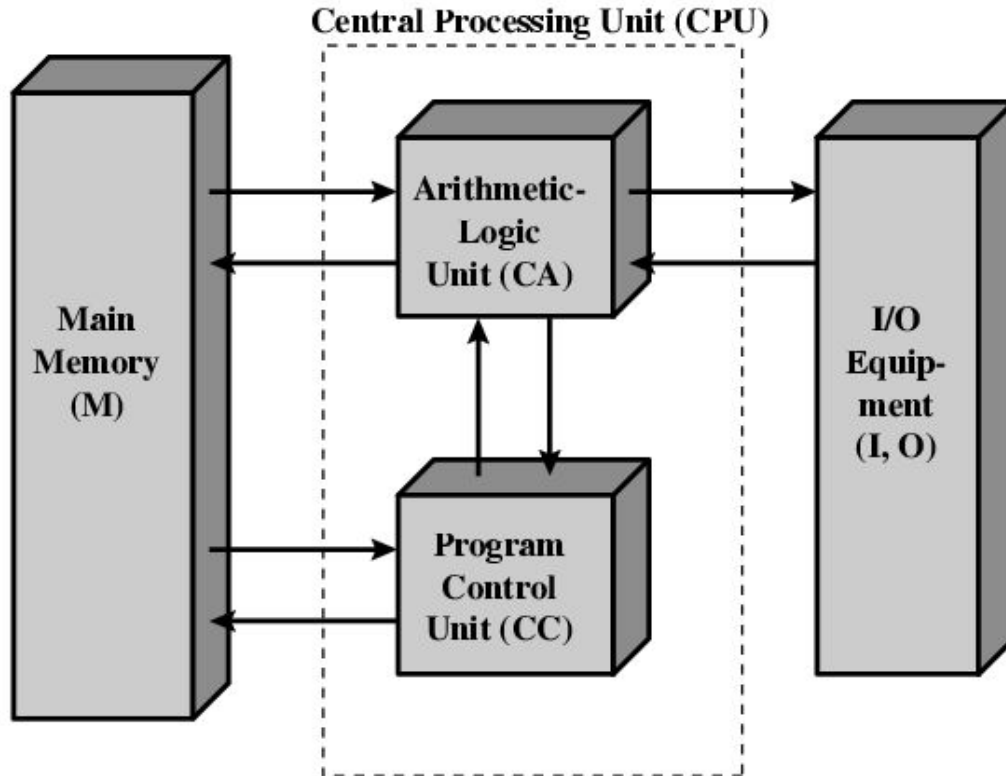 Central Processing Unit (CPU)
Arithmetic-
Logic
Unit (CA)
Main
Memory
(M)
I/O
Equip-
ment
(I, O)
Program
Control
Unit (CC)